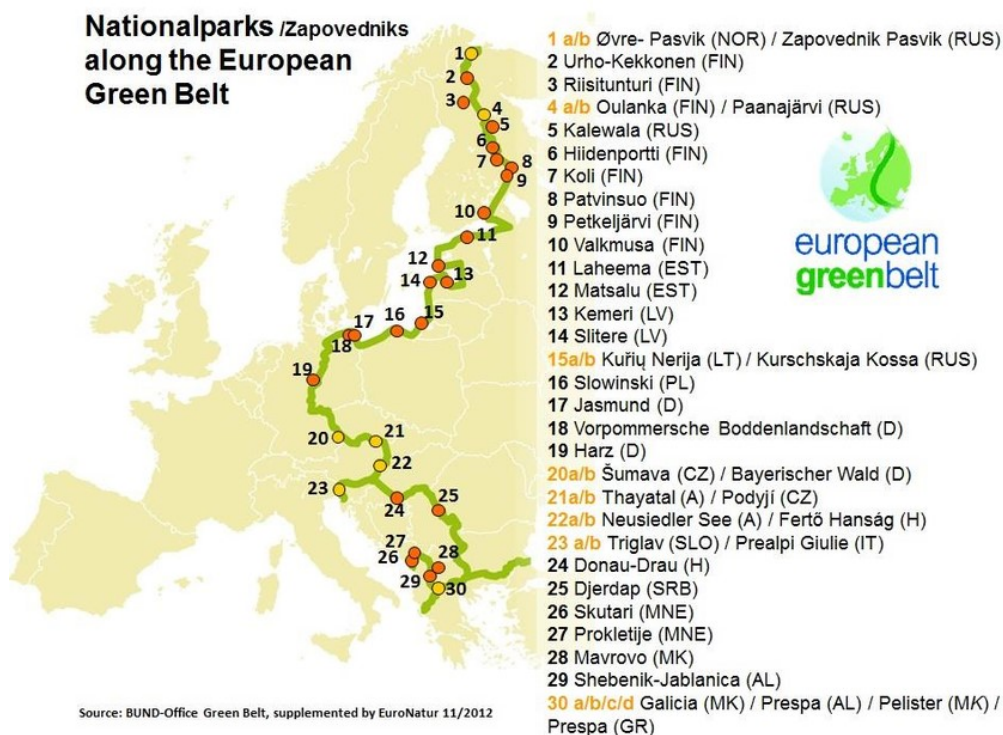 Nationalparks /Zapovedniks
along the European
Green Belt
1
2
3
4
5
6
7
8
9
10
11
12
13
14
15
16
17
18
19
20
21
22
23
24
25
26
27
28
29
30
1 a/b Øvre- Pasvik (NOR) / Zapovednik Pasvik (RUS)
2 Urho-Kekkonen (FIN)
3 Riisitunturi (FIN)
4 a/b Oulanka (FIN) / Paanajärvi (RUS)
5 Kalewala (RUS)
6 Hiidenportti (FIN)
7 Koli (FIN)
8 Patvinsuo (FIN)
9 Petkeljärvi (FIN)
10 Valkmusa (FIN)
11 Laheema (EST)
12 Matsalu (EST)
13 Kemeri (LV)
14 Slitere (LV)
15a/b Kuřių Nerija (LT) / Kurschskaja Kossa (RUS)
16 Slowinski (PL)
17 Jasmund (D)
18 Vorpommersche Boddenlandschaft (D)
19 Harz (D)
20a/b Šumava (CZ) / Bayerischer Wald (D)
21a/b Thayatal (A) / Podyjí (CZ)
22a/b Neusiedler See (A) / Fertő Hanság (H)
23 a/b Triglav (SLO) / Prealpi Giulie (IT)
24 Donau-Drau (H)
25 Djerdap (SRB)
26 Skutari (MNE)
27 Prokletije (MNE)
28 Mavrovo (MK)
29 Shebenik-Jablanica (AL)
30 a/b/c/d Galicia (MK) / Prespa (AL) / Pelister (MK) /
Prespa (GR)
european
greenbelt
Source: BUND-Office Green Belt, supplemented by EuroNatur 11/2012